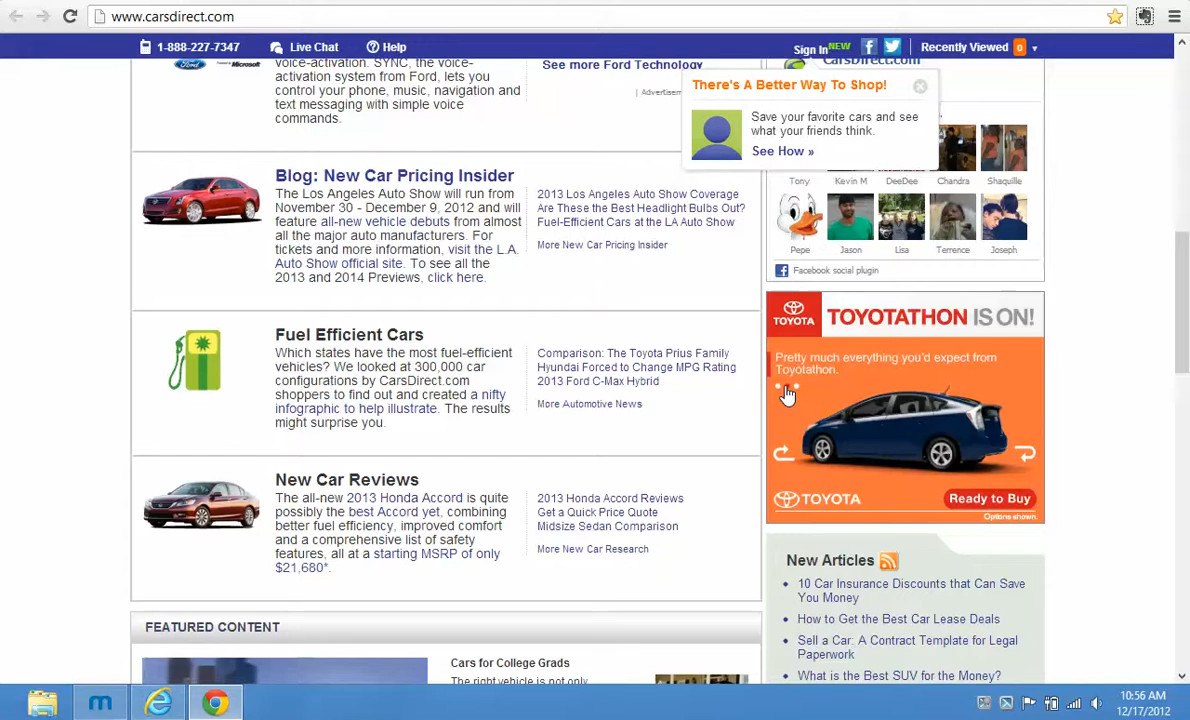 www.carsdirect.com
1-888-227-7347 Live Chat Help Sign In NEW Recently Viewed 0
Ford Microsoft
voice-activation. SYNC, the voice-
activation system from Ford, lets you
control your phone, music, navigation and
text messaging with simple voice
commands.
See more Ford Technology
CarsDirect.com
There's A Better Way To Shop!
Save your favorite cars and see
what your friends think.
See How »
Tony Kevin M DeeDee Chandra Shaquille
Pepe Jason Lisa Terrence Joseph
Facebook social plugin
Blog: New Car Pricing Insider
The Los Angeles Auto Show will run from
November 30 - December 9, 2012 and will
feature all-new vehicle debuts from almost
all the major auto manufacturers. For
tickets and more information, visit the L.A.
Auto Show official site. To see all the
2013 and 2014 Previews, click here.
2013 Los Angeles Auto Show Coverage
Are These the Best Headlight Bulbs Out?
Fuel-Efficient Cars at the LA Auto Show
More New Car Pricing Insider
Fuel Efficient Cars
Which states have the most fuel-efficient
vehicles? We looked at 300,000 car
configurations by CarsDirect.com
shoppers to find out and created a nifty
infographic to help illustrate. The results
might surprise you.
Comparison: The Toyota Prius Family
Hyundai Forced to Change MPG Rating
2013 Ford C-Max Hybrid
More Automotive News
New Car Reviews
The all-new 2013 Honda Accord is quite
possibly the best Accord yet, combining
better fuel efficiency, improved comfort
and a comprehensive list of safety
features, all at a starting MSRP of only
$21,680*.
2013 Honda Accord Reviews
Get a Quick Price Quote
Midsize Sedan Comparison
More New Car Research
TOYOTA
TOYOTATHON IS ON!
Pretty much everything you'd expect from
Toyotathon.
TOYOTA
Ready to Buy
Options shown.
New Articles
10 Car Insurance Discounts that Can Save
You Money
How to Get the Best Car Lease Deals
Sell a Car: A Contract Template for Legal
Paperwork
What is the Best SUV for the Money?
FEATURED CONTENT
Cars for College Grads
The right vehicle is not only
10:56 AM
12/17/2012